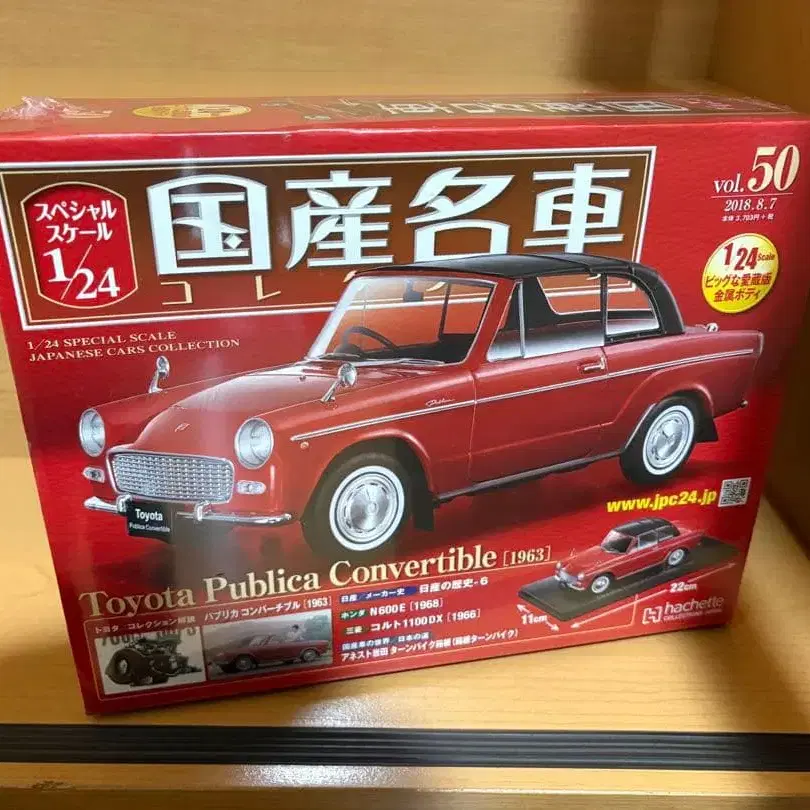 スペシャル
スケール
1/24
国産名車
コレクション
1/24 SPECIAL SCALE
JAPANESE CARS COLLECTION
vol.50
2018.8.7
本体 3,703円+税
1/24 Scale
ビッグな愛蔵版
金属ボディ
Toyota
Publica Convertible
www.jpc24.jp
Toyota Publica Convertible [1963]
トヨタ/コレクション解説
パブリカ コンバーチブル [1963]
日産/メーカー史 日産の歴史-6
ホンダ N600E [1968]
三菱 コルト1100DX [1966]
国産車の世界/日本の道
アネスト岩田 ターンパイク箱根(箱根ターンパイク)
11cm
22cm
hachette
COLLECTIONS JAPAN